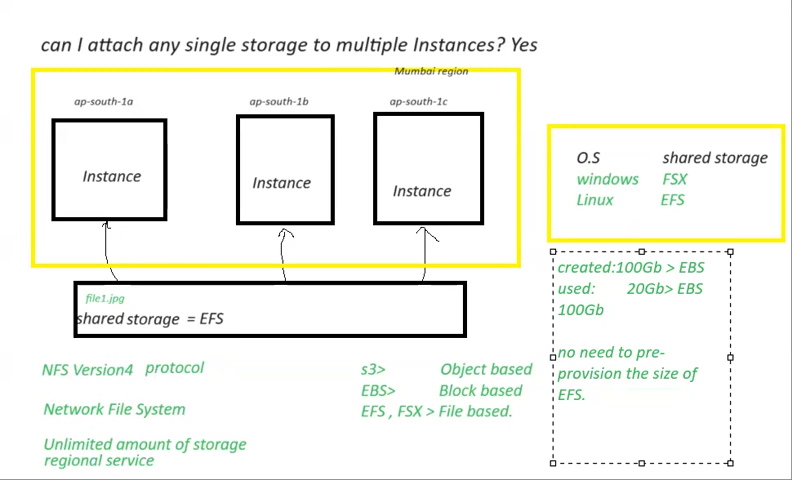 can I attach any single storage to multiple Instances? Yes
Mumbai region
ap-south-1a
ap-south-1b
ap-south-1c
Instance
Instance
Instance
file1.jpg
shared storage = EFS
NFS Version4 protocol
Network File System
Unlimited amount of storage
regional service
s3> Object based
EBS> Block based
EFS , FSX > File based.
O.S shared storage
windows FSX
Linux EFS
created:100Gb > EBS
used: 20Gb> EBS
100Gb
no need to pre-
provision the size of
EFS.